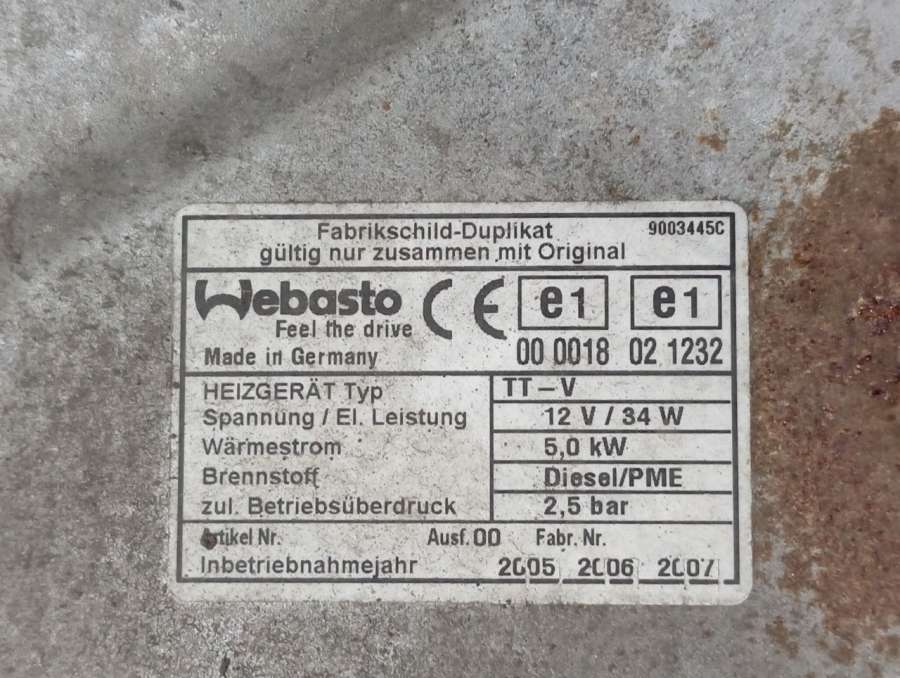 Fabrikschild-Duplikat 9003445C
gültig nur zusammen mit Original
Webasto CE e1 e1
Feel the drive
Made in Germany 00 0018 02 1232
HEIZGERÄT Typ TT – V
Spannung / El. Leistung 12 V / 34 W
Wärmestrom 5,0 kW
Brennstoff Diesel/PME
zul. Betriebsüberdruck 2,5 bar
Artikel Nr. Ausf. 00 Fabr. Nr.
Inbetriebnahmejahr 2005 2006 2007